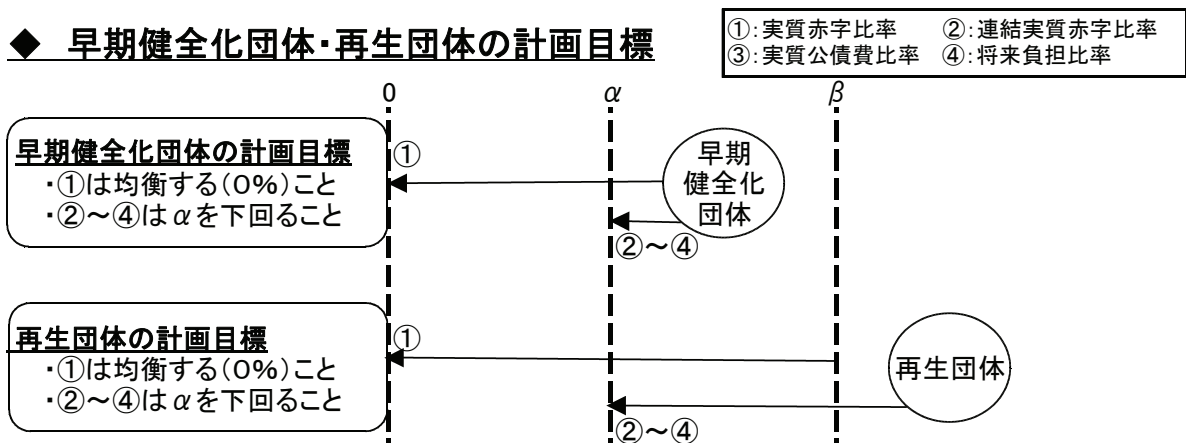 ◆ 早期健全化団体・再生団体の計画目標
①:実質赤字比率 ②:連結実質赤字比率
③:実質公債費比率 ④:将来負担比率
0 α β
早期健全化団体の計画目標
・①は均衡する(0%)こと
・②～④はαを下回ること
①
早期
健全化
団体
②～④
再生団体の計画目標
・①は均衡する(0%)こと
・②～④はαを下回ること
①
再生団体
②～④